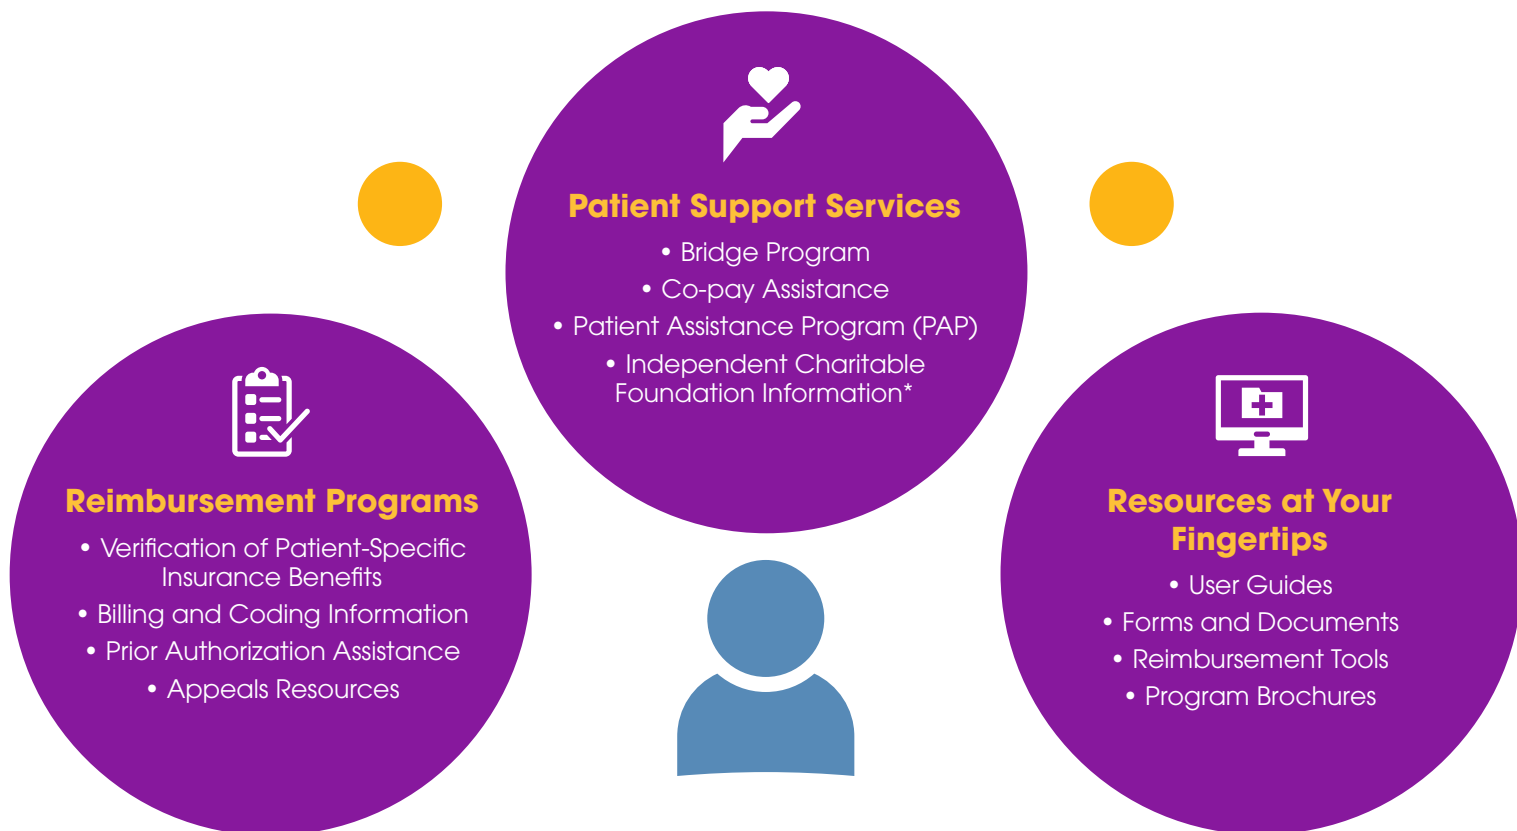 Patient Support Services
• Bridge Program
• Co-pay Assistance
• Patient Assistance Program (PAP)
• Independent Charitable
Foundation Information*
Reimbursement Programs
• Verification of Patient-Specific
Insurance Benefits
• Billing and Coding Information
• Prior Authorization Assistance
• Appeals Resources
Resources at Your
Fingertips
• User Guides
• Forms and Documents
• Reimbursement Tools
• Program Brochures